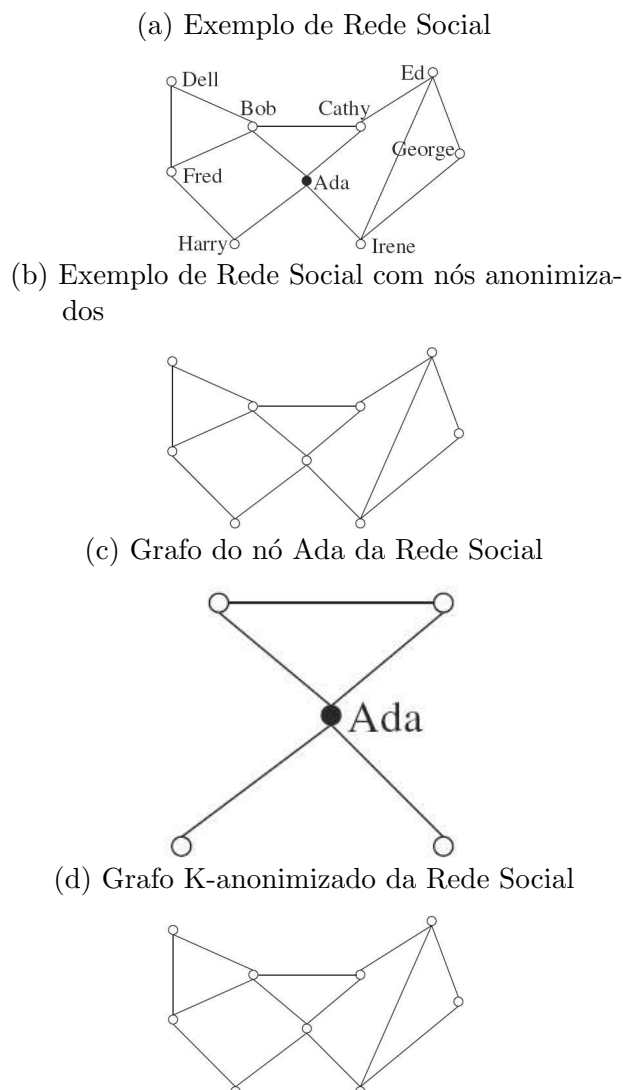 (a) Exemplo de Rede Social
Ed
Dell
Bob
Cathy
George
Fred
Ada
Harry
Irene
(b) Exemplo de Rede Social com nós anonimiza-
dos
(c) Grafo do nó Ada da Rede Social
Ada
(d) Grafo K-anonimizado da Rede Social